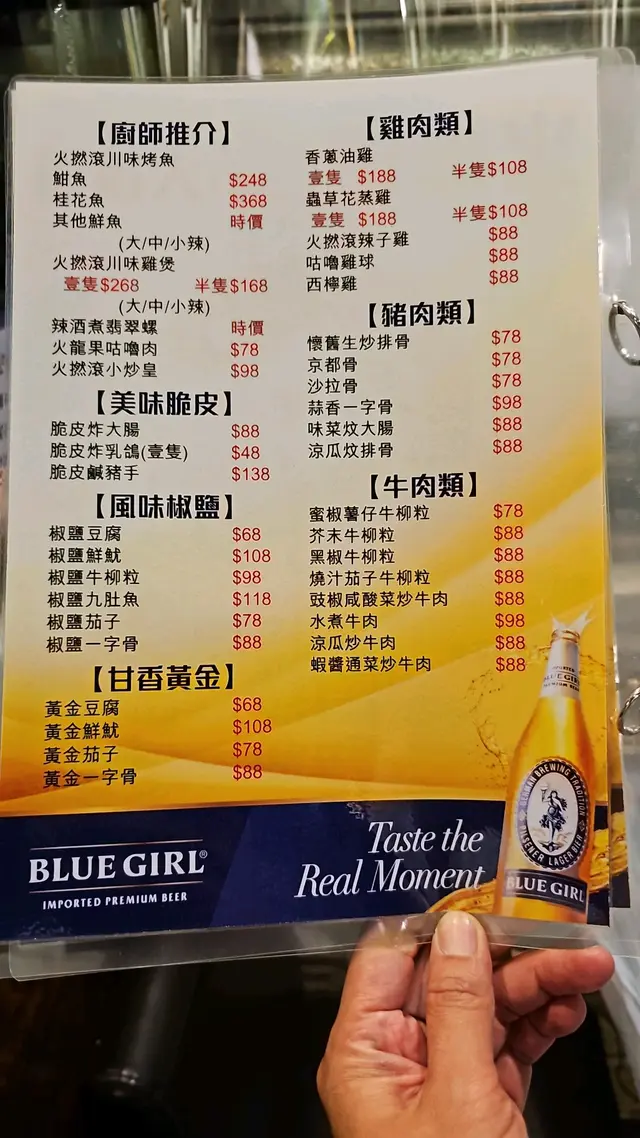 【廚師推介】
火撚滾川味烤魚
鮒魚 $248
桂花魚 $368
其他鮮魚 時價
(大/中/小辣)
火撚滾川味雞煲
壹隻$268 半隻$168
(大/中/小辣)
辣酒煮翡翠螺 時價
火龍果咕嚕肉 $78
火撚滾小炒皇 $98
【美味脆皮】
脆皮炸大腸 $88
脆皮炸乳鴿(壹隻) $48
脆皮鹹豬手 $138
【風味椒鹽】
椒鹽豆腐 $68
椒鹽鮮魷 $108
椒鹽牛柳粒 $98
椒鹽九肚魚 $118
椒鹽茄子 $78
椒鹽一字骨 $88
【甘香黃金】
黃金豆腐 $68
黃金鮮魷 $108
黃金茄子 $78
黃金一字骨 $88
【雞肉類】
香蔥油雞
壹隻 $188 半隻$108
蟲草花蒸雞
壹隻 $188 半隻$108
火撚滾辣子雞 $88
咕嚕雞球 $88
西檸雞 $88
【豬肉類】
懷舊生炒排骨 $78
京都骨 $78
沙拉骨 $78
蒜香一字骨 $98
味菜炆大腸 $88
涼瓜炆排骨 $88
【牛肉類】
蜜椒薯仔牛柳粒 $78
芥末牛柳粒 $88
黑椒牛柳粒 $88
燒汁茄子牛柳粒 $88
豉椒咸酸菜炒牛肉 $88
水煮牛肉 $98
涼瓜炒牛肉 $88
蝦醬通菜炒牛肉 $88
BLUE GIRL®
IMPORTED PREMIUM BEER
Taste the
Real Moment
BLUE GIRL
GERMAN BREWING TRADITION
PILSENER LAGER BIER
BLUE GIRL